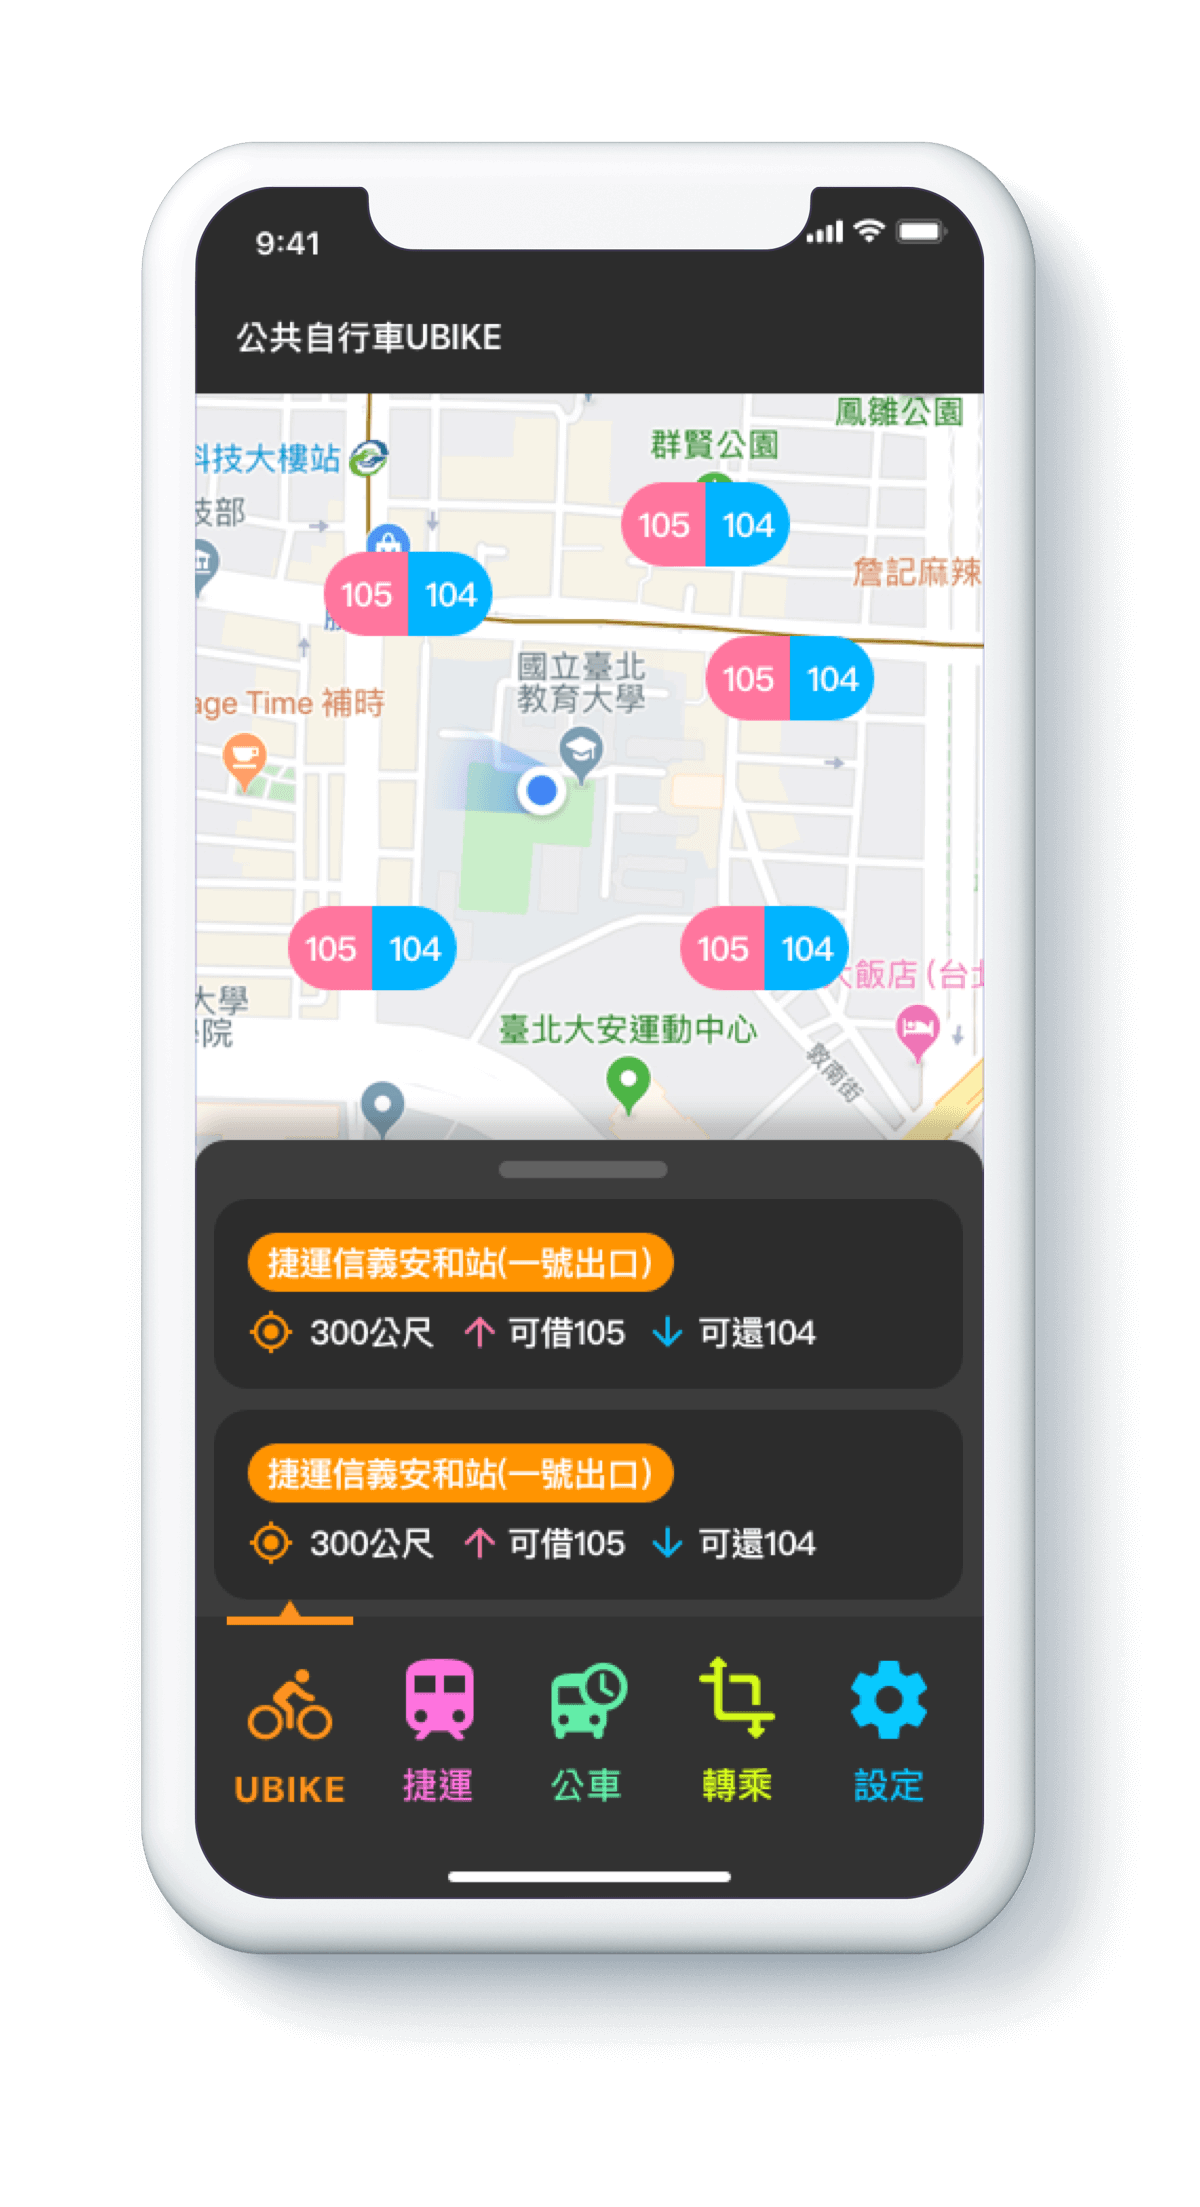 9:41
公共自行車UBIKE
鳳雛公園
群賢公園
科技大樓站
技部
105 104
詹記麻辣
105 104
國立臺北
教育大學
105 104
age Time 補時
105 104
105 104
大飯店(台北
大學
學院
臺北大安運動中心
敦南街
捷運信義安和站(一號出口)
300公尺 可借105 可還104
捷運信義安和站(一號出口)
300公尺 可借105 可還104
UBIKE 捷運 公車 轉乘 設定